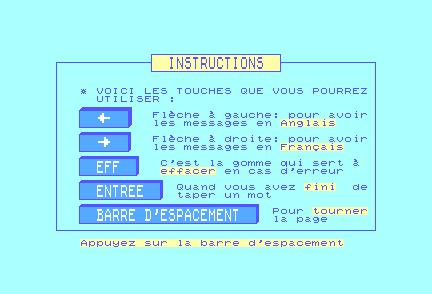 INSTRUCTIONS
* VOICI LES TOUCHES QUE VOUS POURREZ
UTILISER :
← Flèche à gauche: pour avoir
les messages en Anglais
→ Flèche à droite: pour avoir
les messages en Français
EFF C'est la gomme qui sert à
effacer en cas d'erreur
ENTREE Quand vous avez fini de
taper un mot
BARRE D'ESPACEMENT Pour tourner
la page
Appuyez sur la barre d'espacement